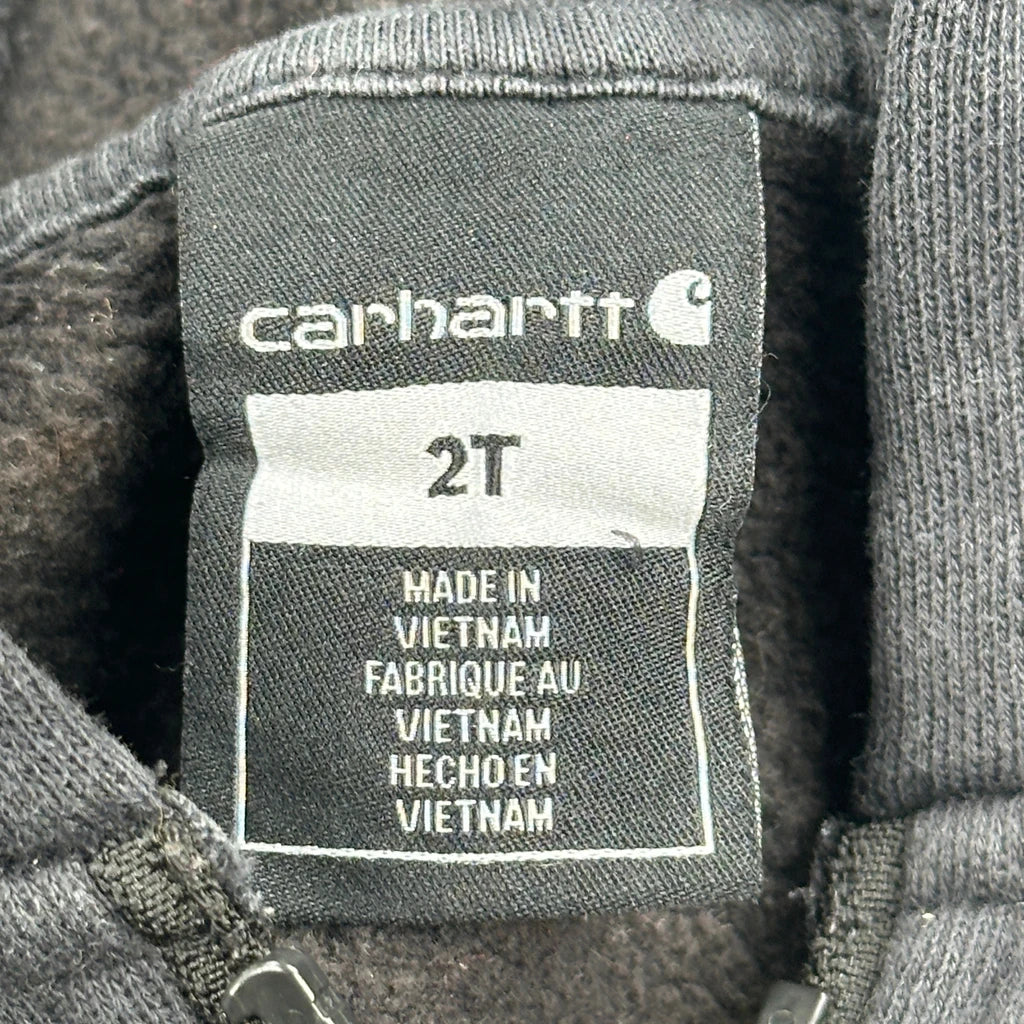 carhartt
2T
MADE IN
VIETNAM
FABRIQUE AU
VIETNAM
HECHO EN
VIETNAM